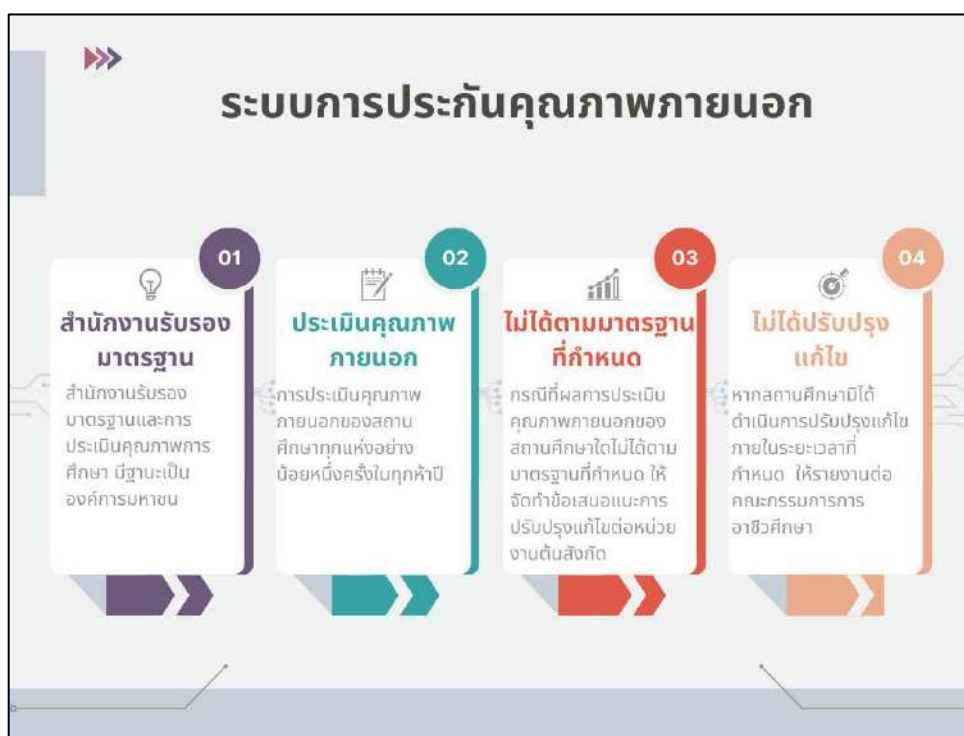 ระบบการประกันคุณภาพภายนอก
01
สำนักงานรับรอง
มาตรฐาน
สำนักงานรับรอง
มาตรฐานและการ
ประเมินคุณภาพการ
ศึกษา มีฐานะเป็น
องค์การมหาชน
02
ประเมินคุณภาพ
ภายนอก
การประเมินคุณภาพ
ภายนอกของสถาน
ศึกษาทุกแห่งอย่าง
น้อยหนึ่งครั้งในทุกห้าปี
03
ไม่ได้ตามมาตรฐาน
ที่กำหนด
กรณีที่ผลการประเมิน
คุณภาพภายนอกของ
สถานศึกษาใดไม่ได้ตาม
มาตรฐานที่กำหนด ให้
จัดทำข้อเสนอแนะการ
ปรับปรุงแก้ไขต่อหน่วย
งานต้นสังกัด
04
ไม่ได้ปรับปรุง
แก้ไข
หากสถานศึกษามิได้
ดำเนินการปรับปรุงแก้ไข
ภายในระยะเวลาที่
กำหนด ให้รายงานต่อ
คณะกรรมการการ
อาชีวศึกษา